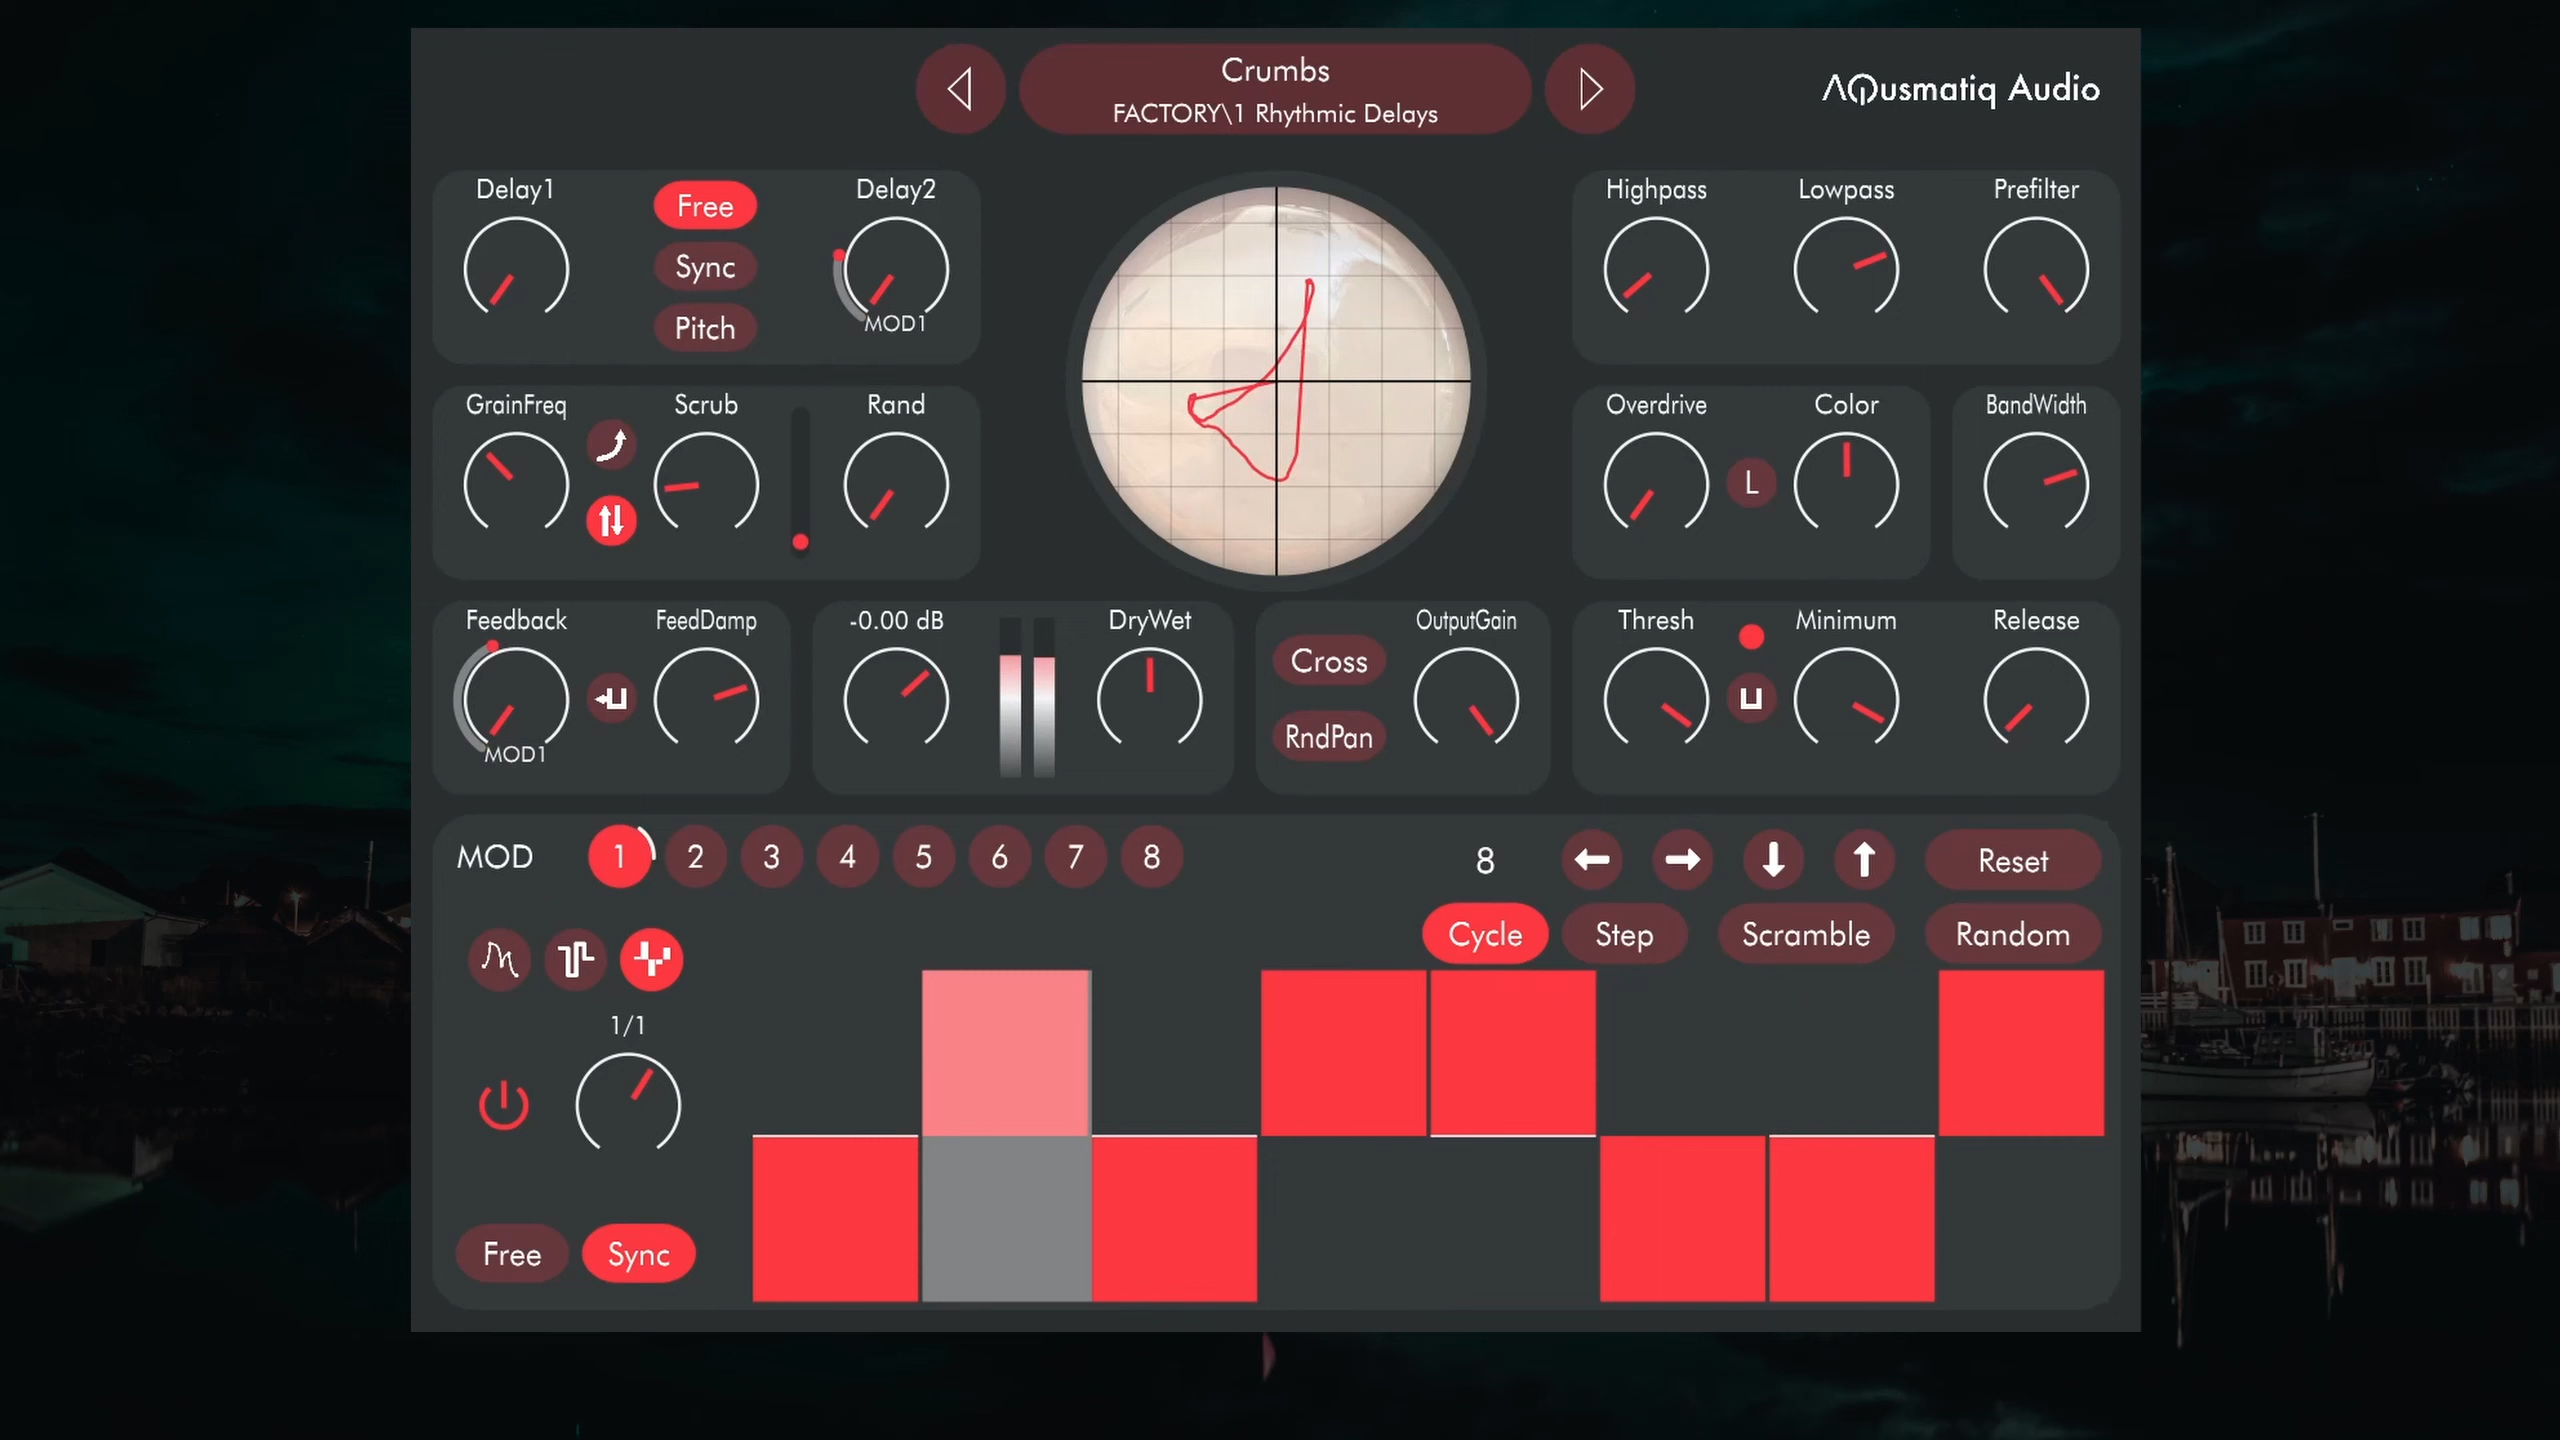 Crumbs
FACTORY\1 Rhythmic Delays
ΛQusmatiq Audio
Delay1
Free
Sync
Pitch
Delay2
MOD1
Highpass
Lowpass
Prefilter
GrainFreq
Scrub
Rand
Overdrive
L
Color
BandWidth
Feedback
MOD1
FeedDamp
-0.00 dB
DryWet
Cross
RndPan
OutputGain
Thresh
Minimum
Release
MOD 1 2 3 4 5 6 7 8
8
Reset
Cycle
Step
Scramble
Random
1/1
Free
Sync